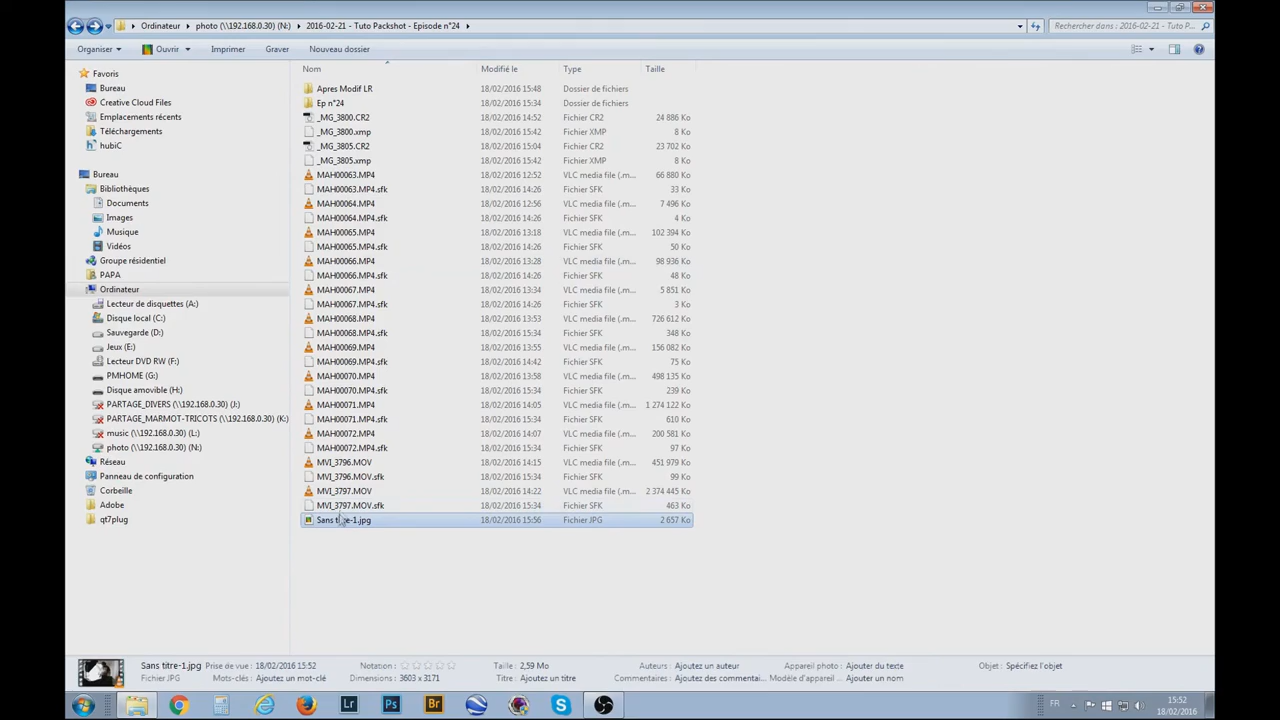 Ordinateur ▸ photo (\\192.168.0.30) (N:) ▸ 2016-02-21 - Tuto Packshot - Episode n°24 ▸
Rechercher dans : 2016-02-21 - Tuto P...
Organiser Ouvrir Imprimer Graver Nouveau dossier
Favoris
Bureau
Creative Cloud Files
Emplacements récents
Téléchargements
hubiC
Bureau
Bibliothèques
Documents
Images
Musique
Vidéos
Groupe résidentiel
PAPA
Ordinateur
Lecteur de disquettes (A:)
Disque local (C:)
Sauvegarde (D:)
Jeux (E:)
Lecteur DVD RW (F:)
PMHOME (G:)
Disque amovible (H:)
PARTAGE_DIVERS (\\192.168.0.30) (J:)
PARTAGE_MARMOT-TRICOTS (\\192.168.0.30) (K:)
music (\\192.168.0.30) (L:)
photo (\\192.168.0.30) (N:)
Réseau
Panneau de configuration
Corbeille
Adobe
qt7plug
Nom Modifié le Type Taille
Apres Modif LR 18/02/2016 15:48 Dossier de fichiers
Ep n°24 18/02/2016 15:34 Dossier de fichiers
_MG_3800.CR2 18/02/2016 14:52 Fichier CR2 24 886 Ko
_MG_3800.xmp 18/02/2016 15:42 Fichier XMP 8 Ko
_MG_3805.CR2 18/02/2016 15:04 Fichier CR2 23 702 Ko
_MG_3805.xmp 18/02/2016 15:42 Fichier XMP 8 Ko
MAH00063.MP4 18/02/2016 12:52 VLC media file (.m... 66 880 Ko
MAH00063.MP4.sfk 18/02/2016 14:26 Fichier SFK 33 Ko
MAH00064.MP4 18/02/2016 12:56 VLC media file (.m... 7 496 Ko
MAH00064.MP4.sfk 18/02/2016 14:26 Fichier SFK 4 Ko
MAH00065.MP4 18/02/2016 13:18 VLC media file (.m... 102 394 Ko
MAH00065.MP4.sfk 18/02/2016 14:26 Fichier SFK 50 Ko
MAH00066.MP4 18/02/2016 13:28 VLC media file (.m... 98 936 Ko
MAH00066.MP4.sfk 18/02/2016 14:26 Fichier SFK 48 Ko
MAH00067.MP4 18/02/2016 13:34 VLC media file (.m... 5 851 Ko
MAH00067.MP4.sfk 18/02/2016 14:26 Fichier SFK 3 Ko
MAH00068.MP4 18/02/2016 13:53 VLC media file (.m... 726 612 Ko
MAH00068.MP4.sfk 18/02/2016 15:34 Fichier SFK 348 Ko
MAH00069.MP4 18/02/2016 13:55 VLC media file (.m... 156 082 Ko
MAH00069.MP4.sfk 18/02/2016 14:42 Fichier SFK 75 Ko
MAH00070.MP4 18/02/2016 13:58 VLC media file (.m... 498 135 Ko
MAH00070.MP4.sfk 18/02/2016 15:34 Fichier SFK 239 Ko
MAH00071.MP4 18/02/2016 14:05 VLC media file (.m... 1 274 122 Ko
MAH00071.MP4.sfk 18/02/2016 15:34 Fichier SFK 610 Ko
MAH00072.MP4 18/02/2016 14:07 VLC media file (.m... 200 581 Ko
MAH00072.MP4.sfk 18/02/2016 15:34 Fichier SFK 97 Ko
MVI_3796.MOV 18/02/2016 14:15 VLC media file (.m... 451 979 Ko
MVI_3796.MOV.sfk 18/02/2016 15:34 Fichier SFK 99 Ko
MVI_3797.MOV 18/02/2016 14:22 VLC media file (.m... 2 374 445 Ko
MVI_3797.MOV.sfk 18/02/2016 15:34 Fichier SFK 463 Ko
Sans titre-1.jpg 18/02/2016 15:56 Fichier JPG 2 657 Ko
Sans titre-1.jpg Prise de vue : 18/02/2016 15:52 Notation : Taille : 2,59 Mo Auteurs : Ajoutez un auteur Appareil photo : Ajouter du texte Objet : Spécifiez l'objet
Fichier JPG Mots-clés : Ajoutez un mot-clé Dimensions : 3603 x 3171 Titre : Ajoutez un titre Commentaires : Ajoutez des commentai... Modèle d'appareil ... Ajouter un nom
Lr Ps Br
FR 15:52
18/02/2016